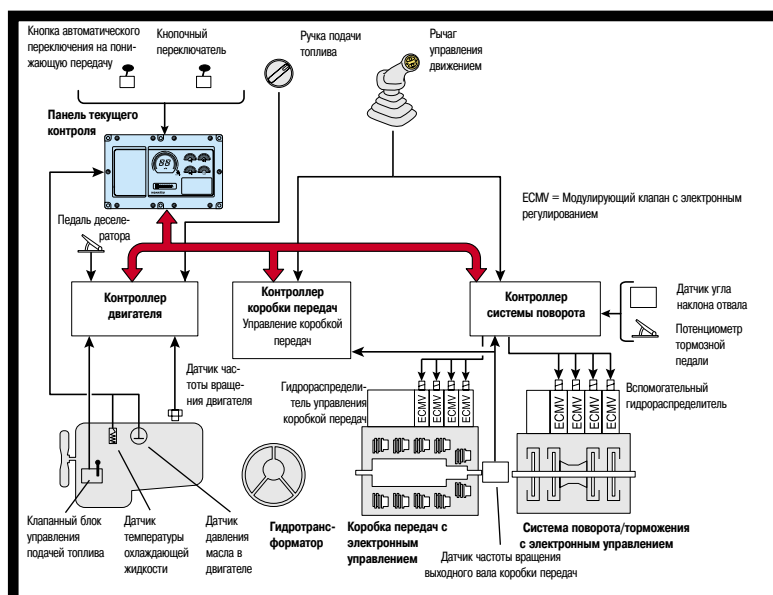 Кнопка автоматического
переключения на пони-
жающую передачу
Кнопочный
переключатель
Ручка подачи
топлива
Рычаг
управления
движением
Панель текущего
контроля
ECMV = Модулирующий клапан с электронным
регулированием
Педаль деселе-
ратора
Контроллер
двигателя
Контроллер
коробки передач
Управление коробкой
передач
Контроллер
системы поворота
Датчик угла
наклона отвала
Потенциометр
тормозной
педали
Датчик час-
тоты враще-
ния двигателя
Гидрораспредели-
тель управления
коробкой передач
ECMV
ECMV
ECMV
ECMV
ECMV
ECMV
ECMV
ECMV
Вспомогательный
гидрораспределитель
Клапанный блок
управления
подачей топлива
Датчик
температуры
охлаждающей
жидкости
Датчик
давления
масла в
двигателе
Гидротранс-
форматор
Коробка передач с
электронным
управлением
Система поворота/торможения
с электронным управлением
Датчик частоты вращения
выходного вала коробки передач